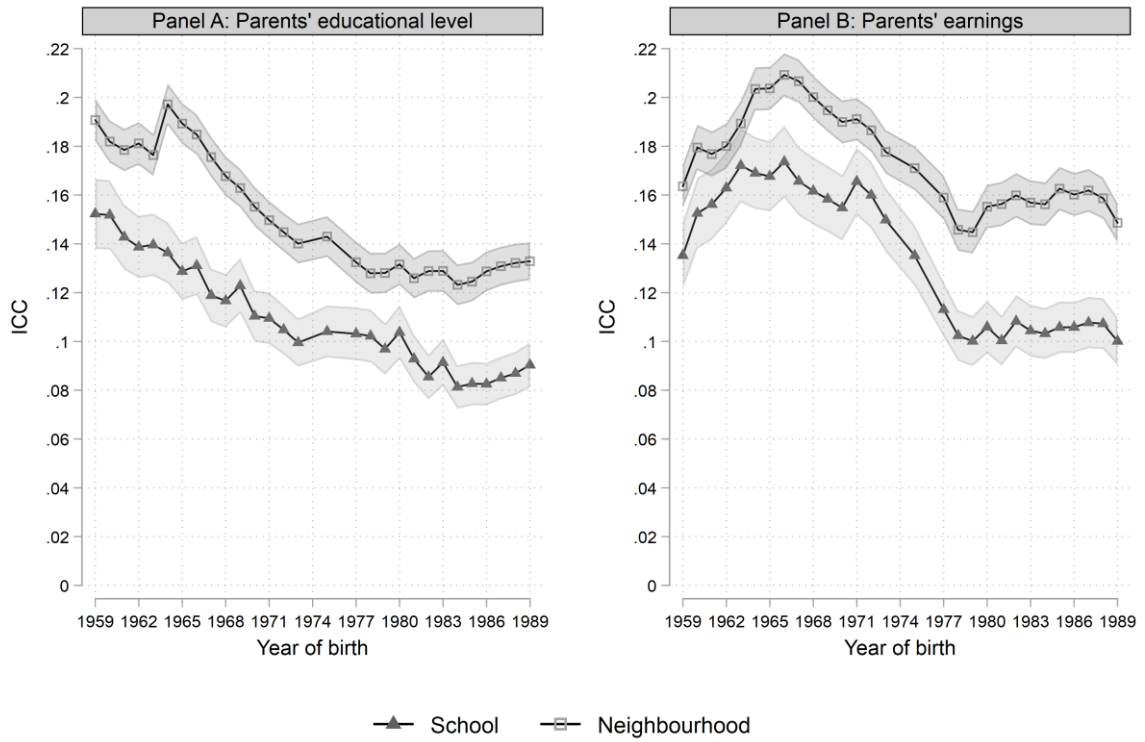 Panel A: Parents' educational level
Panel B: Parents' earnings
.22
.2
.18
.16
.14
.12
.1
.08
.06
.04
.02
0
ICC
1959 1962 1965 1968 1971 1974 1977 1980 1983 1986 1989
Year of birth
.22
.2
.18
.16
.14
.12
.1
.08
.06
.04
.02
0
ICC
1959 1962 1965 1968 1971 1974 1977 1980 1983 1986 1989
Year of birth
School Neighbourhood